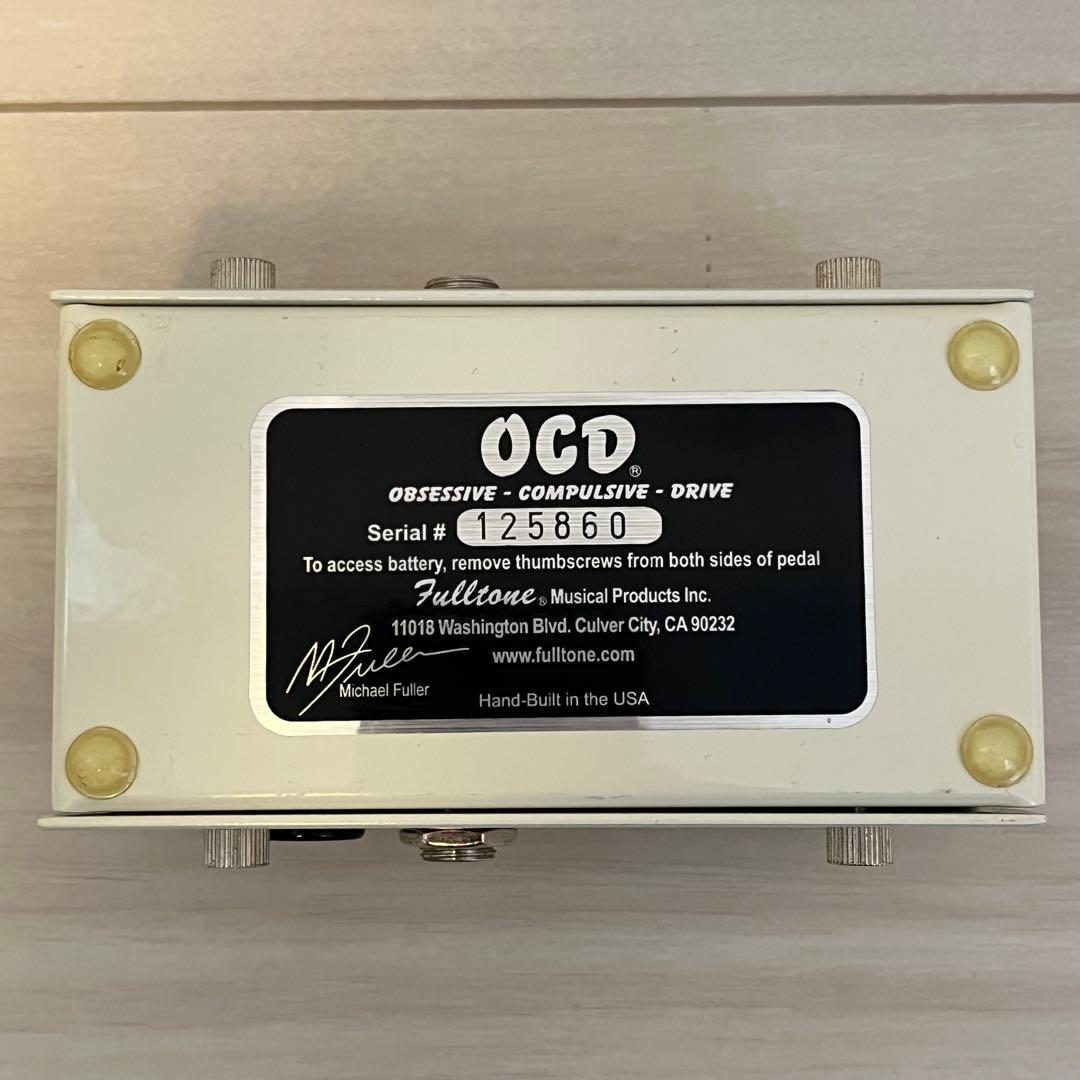 OCD®
OBSESSIVE - COMPULSIVE - DRIVE
Serial # 125860
To access battery, remove thumbscrews from both sides of pedal
Fulltone® Musical Products Inc.
11018 Washington Blvd. Culver City, CA 90232
www.fulltone.com
M Fuller
Michael Fuller
Hand-Built in the USA